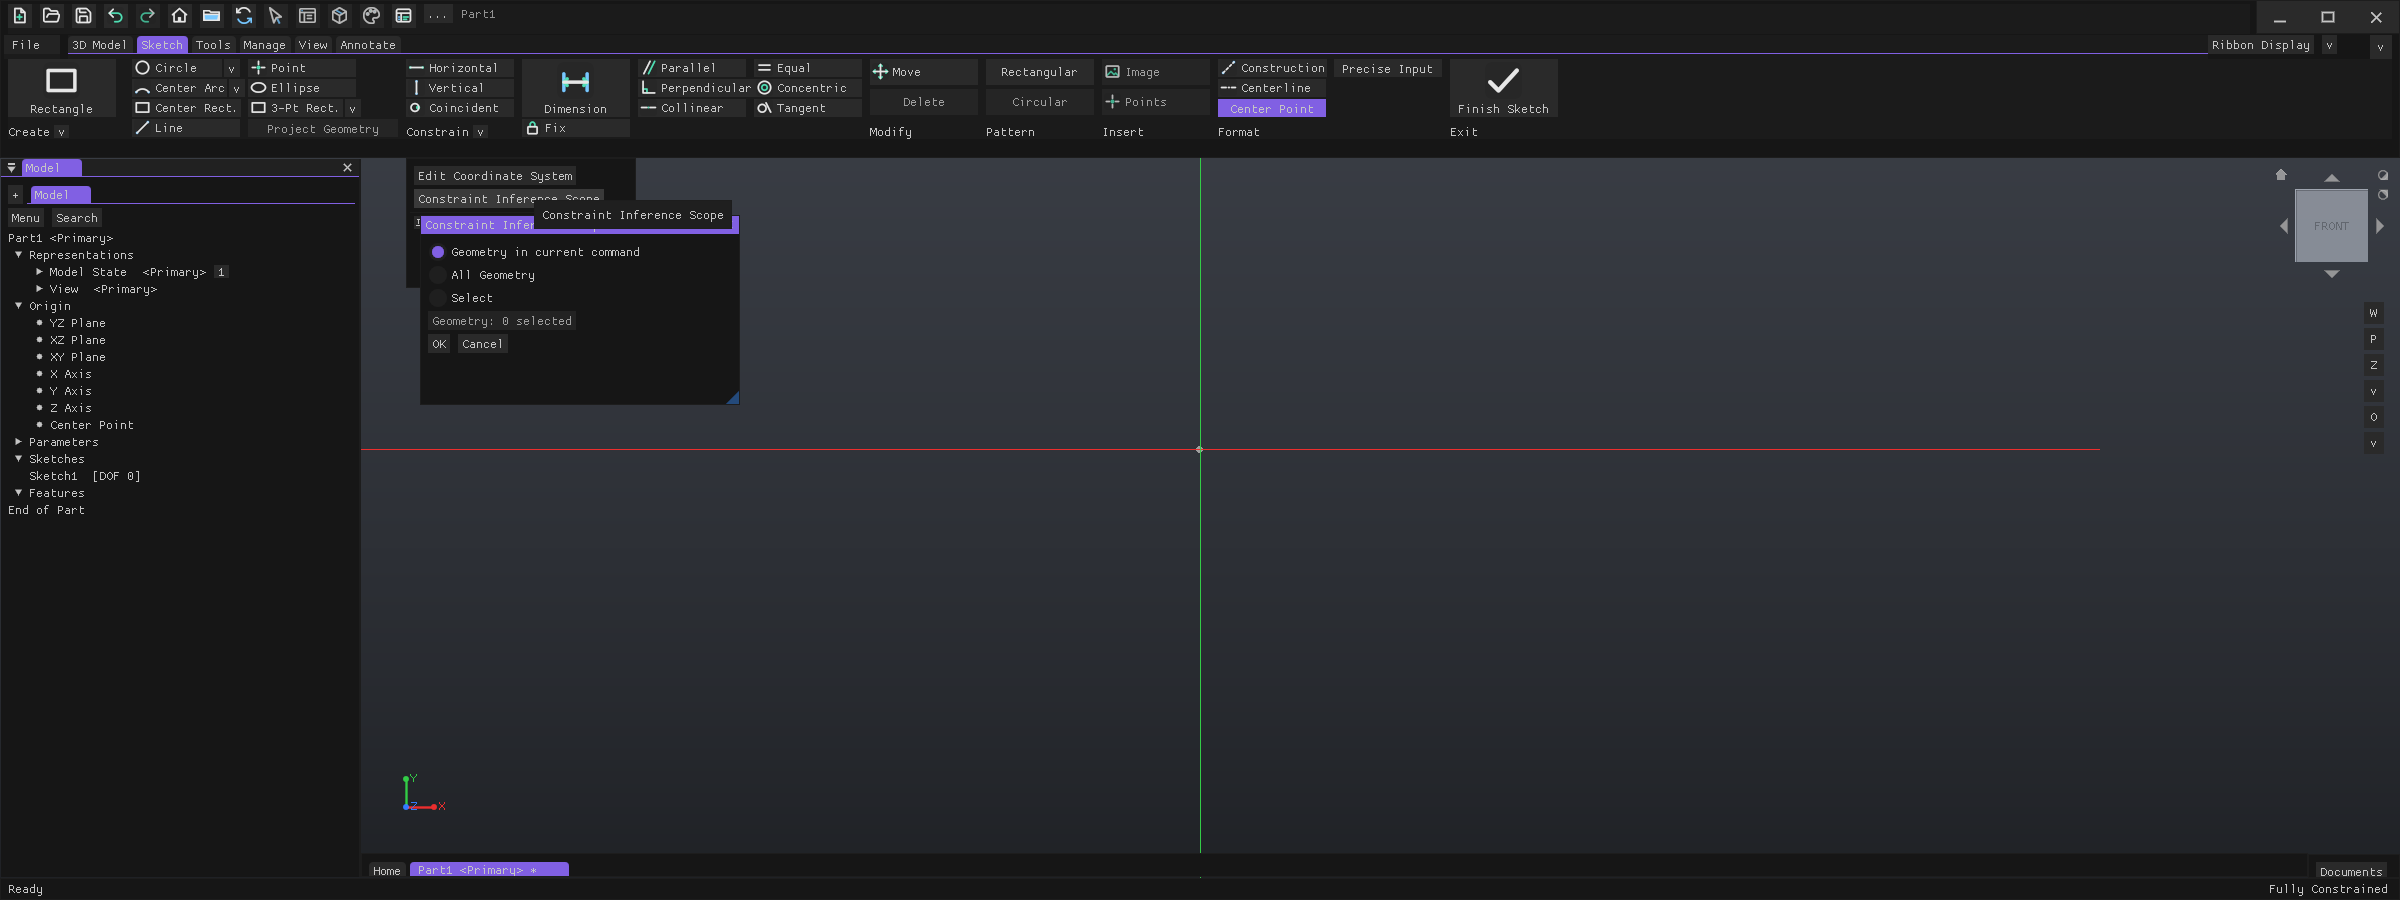 ... Part1
File 3D Model Sketch Tools Manage View Annotate Ribbon Display v v
Circle v Point Horizontal Parallel Equal Move Rectangular Image Construction Precise Input
Center Arc v Ellipse Vertical Perpendicular Concentric Centerline
Rectangle Center Rect. 3-Pt Rect. v Coincident Dimension Collinear Tangent Delete Circular Points Center Point Finish Sketch
Line Project Geometry Fix
Create v Constrain v Modify Pattern Insert Format Exit
Model
+ Model
Menu Search
Part1 <Primary>
Representations
Model State <Primary> 1
View <Primary>
Origin
YZ Plane
XZ Plane
XY Plane
X Axis
Y Axis
Z Axis
Center Point
Parameters
Sketches
Sketch1 [DOF 0]
Features
End of Part
Edit Coordinate System
Constraint Inference Scope
Constraint Inference Scope
Constraint Infer
Geometry in current command
All Geometry
Select
Geometry: 0 selected
OK Cancel
FRONT
W
P
Z
v
O
v
Y
Z X
Home Part1 <Primary> * Documents
Ready Fully Constrained